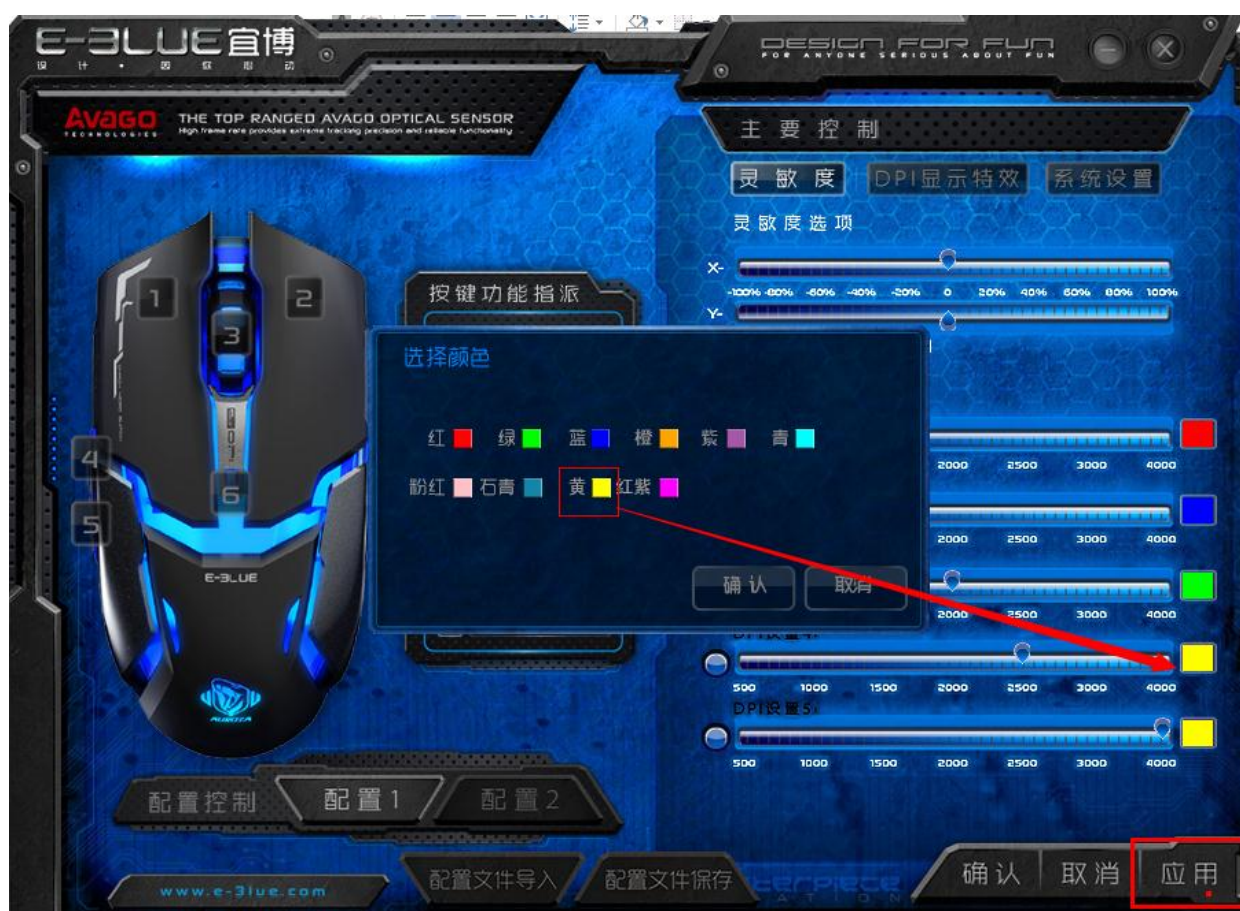 E-3LUE 宜博
设 计 · 因 你 而 动
DESIGN FOR FUN
FOR ANYONE SERIOUS ABOUT FUN
AVAGO
TECHNOLOGIES
THE TOP RANGED AVAGO OPTICAL SENSOR
High frame rate provides extreme tracking precision and reliable functionality
主要控制
灵敏度 DPI显示特效 系统设置
灵敏度选项
X-
-100% -80% -60% -40% -20% 0 20% 40% 60% 80% 100%
Y-
按键功能指派
1 2
3
4
5
6
E-3LUE
选择颜色
红 绿 蓝 橙 紫 青
粉红 石青 黄 红紫
确认 取消
2000 2500 3000 4000
2000 2500 3000 4000
2000 2500 3000 4000
DPI设置4:
500 1000 1500 2000 2500 3000 4000
DPI设置5:
500 1000 1500 2000 2500 3000 4000
配置控制 配置1 配置2
配置文件导入 配置文件保存
www.e-3lue.com
确认 取消 应用